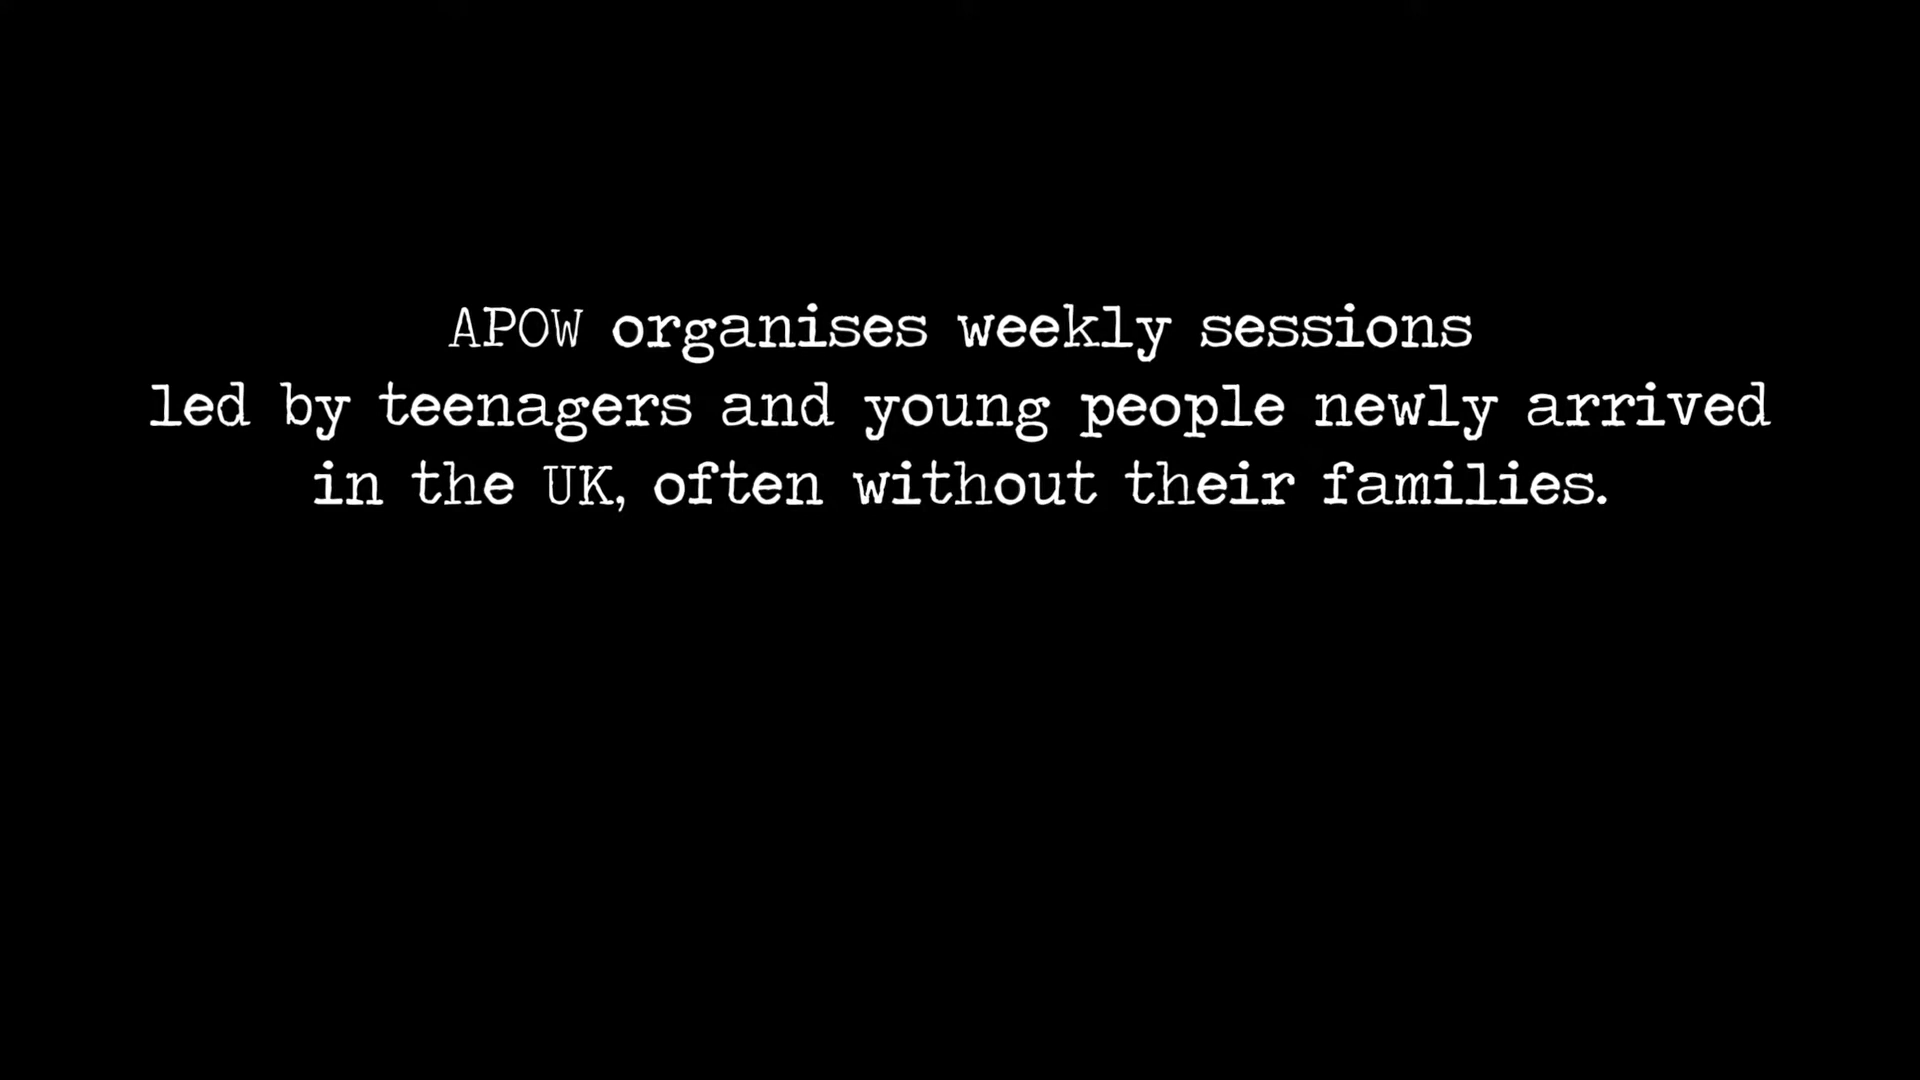 APOW organises weekly sessions
led by teenagers and young people newly arrived
in the UK, often without their families.